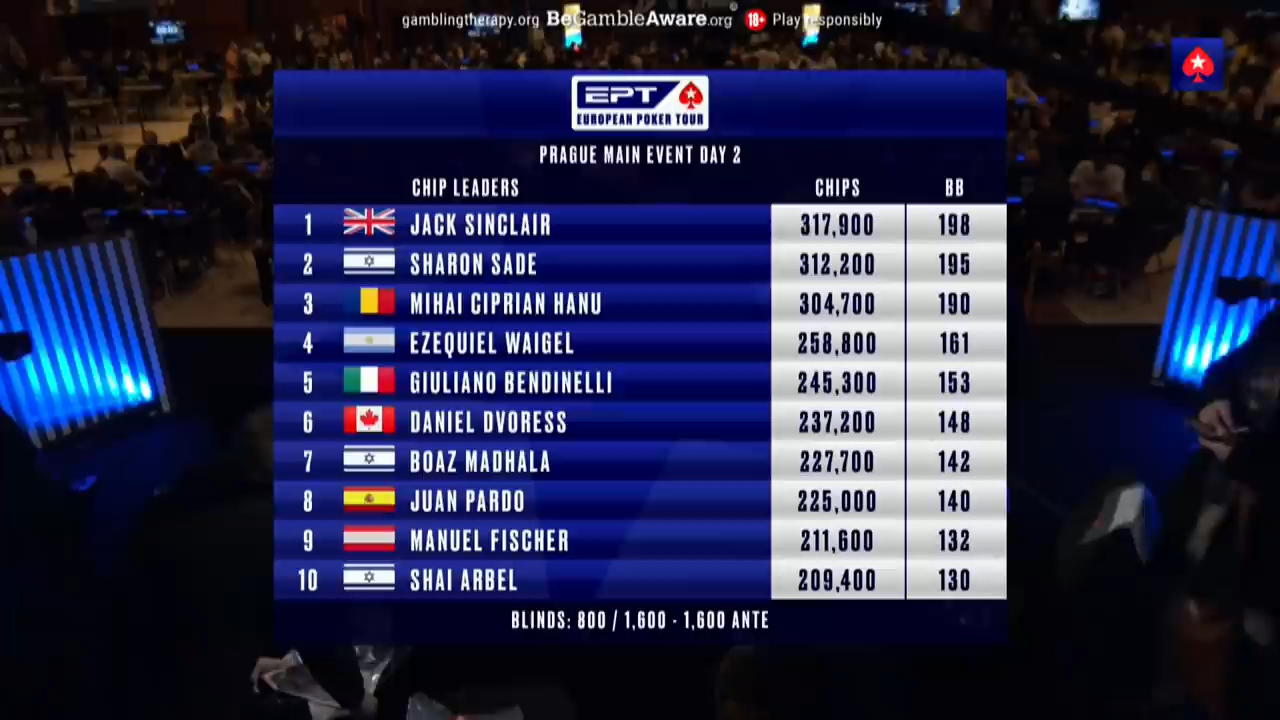 gamblingtherapy.org BeGambleAware.org 18+ Play responsibly
EPT
EUROPEAN POKER TOUR
PRAGUE MAIN EVENT DAY 2
CHIP LEADERS CHIPS BB
1 JACK SINCLAIR 317,900 198
2 SHARON SADE 312,200 195
3 MIHAI CIPRIAN HANU 304,700 190
4 EZEQUIEL WAIGEL 258,800 161
5 GIULIANO BENDINELLI 245,300 153
6 DANIEL DVORESS 237,200 148
7 BOAZ MADHALA 227,700 142
8 JUAN PARDO 225,000 140
9 MANUEL FISCHER 211,600 132
10 SHAI ARBEL 209,400 130
BLINDS: 800 / 1,600 - 1,600 ANTE